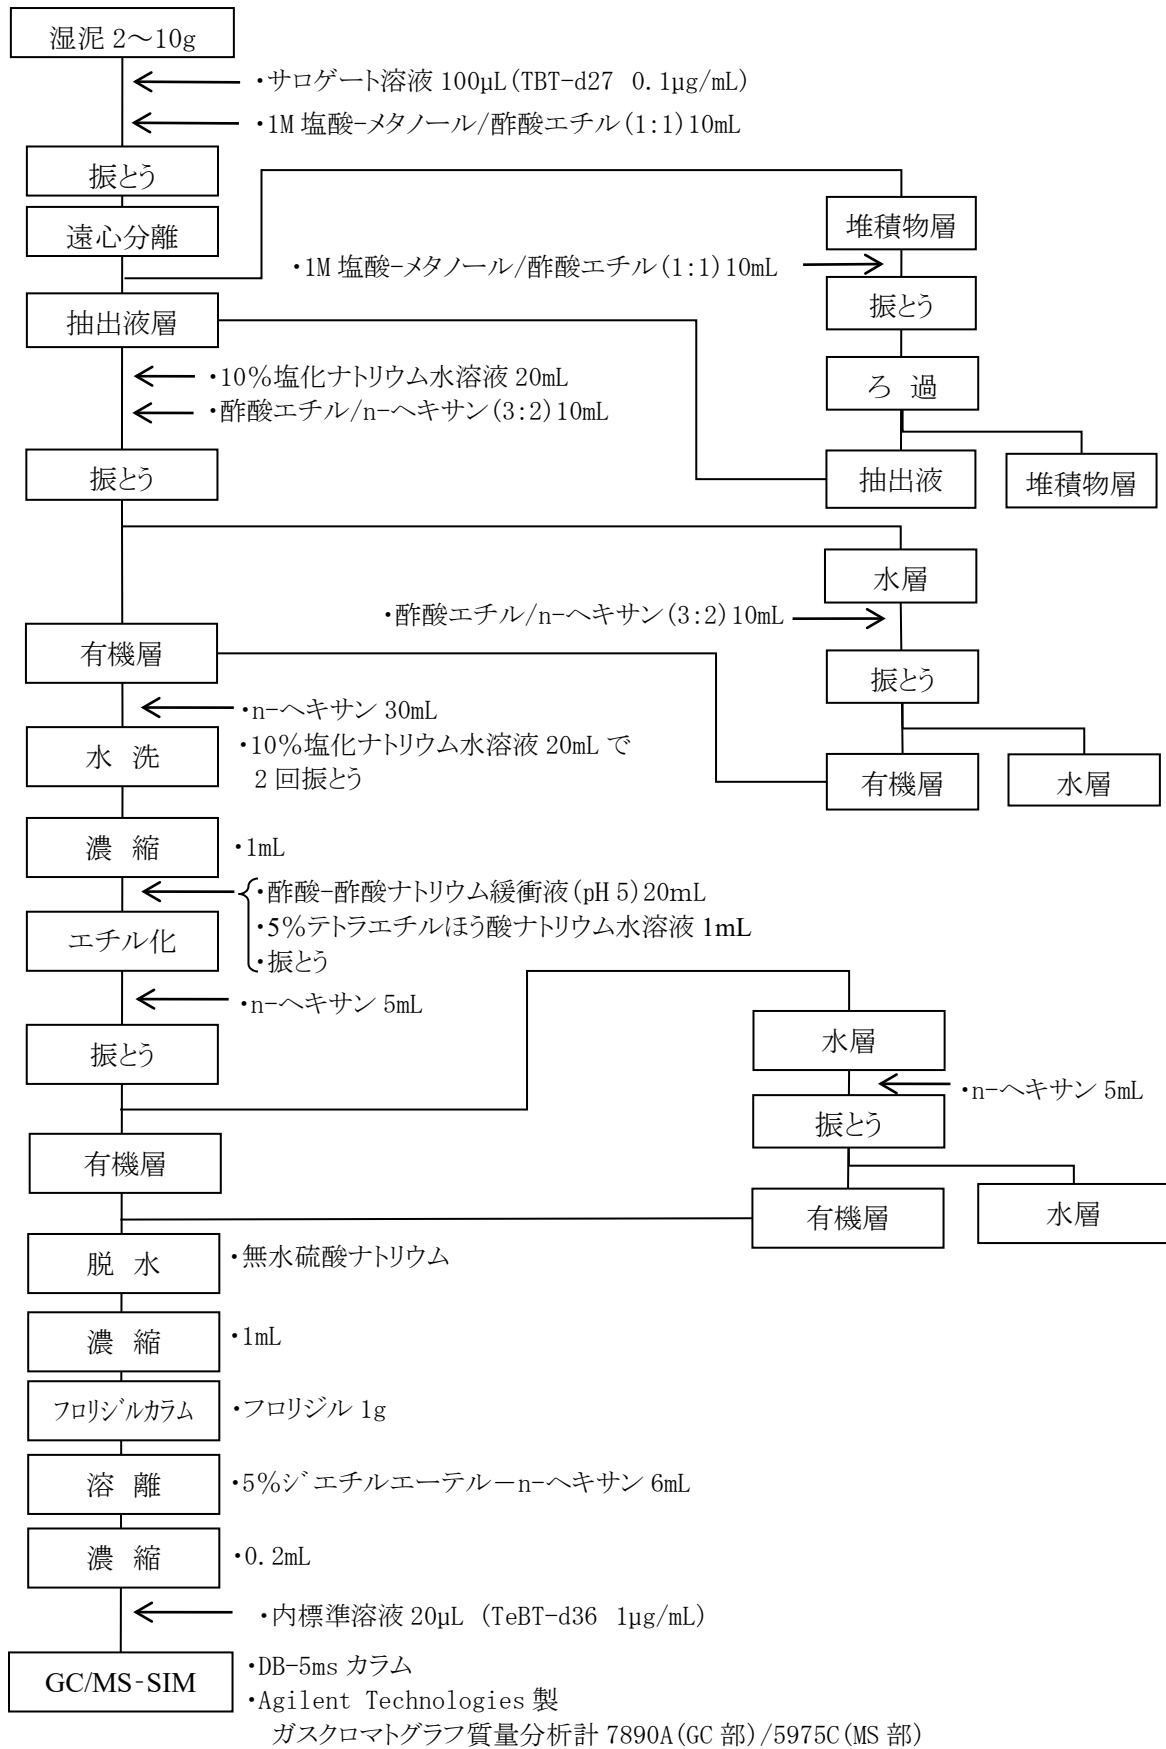 湿泥 2～10g
・サロゲート溶液 100μL(TBT-d27 0.1μg/mL)
・1M 塩酸-メタノール/酢酸エチル(1:1)10mL
振とう
遠心分離
堆積物層
・1M 塩酸-メタノール/酢酸エチル(1:1)10mL
振とう
抽出液層
ろ 過
・10%塩化ナトリウム水溶液 20mL
・酢酸エチル/n-ヘキサン(3:2)10mL
振とう
抽出液
堆積物層
水層
・酢酸エチル/n-ヘキサン(3:2)10mL
有機層
振とう
・n-ヘキサン 30mL
水 洗
・10%塩化ナトリウム水溶液 20mL で
2 回振とう
有機層
水層
濃 縮
・1mL
・酢酸-酢酸ナトリウム緩衝液(pH 5)20mL
エチル化
・5%テトラエチルほう酸ナトリウム水溶液 1mL
・振とう
・n-ヘキサン 5mL
振とう
水層
・n-ヘキサン 5mL
振とう
有機層
有機層
水層
脱 水
・無水硫酸ナトリウム
濃 縮
・1mL
フロリジルカラム
・フロリジル 1g
溶 離
・5%ジエチルエーテル－n-ヘキサン 6mL
濃 縮
・0.2mL
・内標準溶液 20μL (TeBT-d36 1μg/mL)
GC/MS-SIM
・DB-5ms カラム
・Agilent Technologies 製
ガスクロマトグラフ質量分析計 7890A(GC 部)/5975C(MS 部)